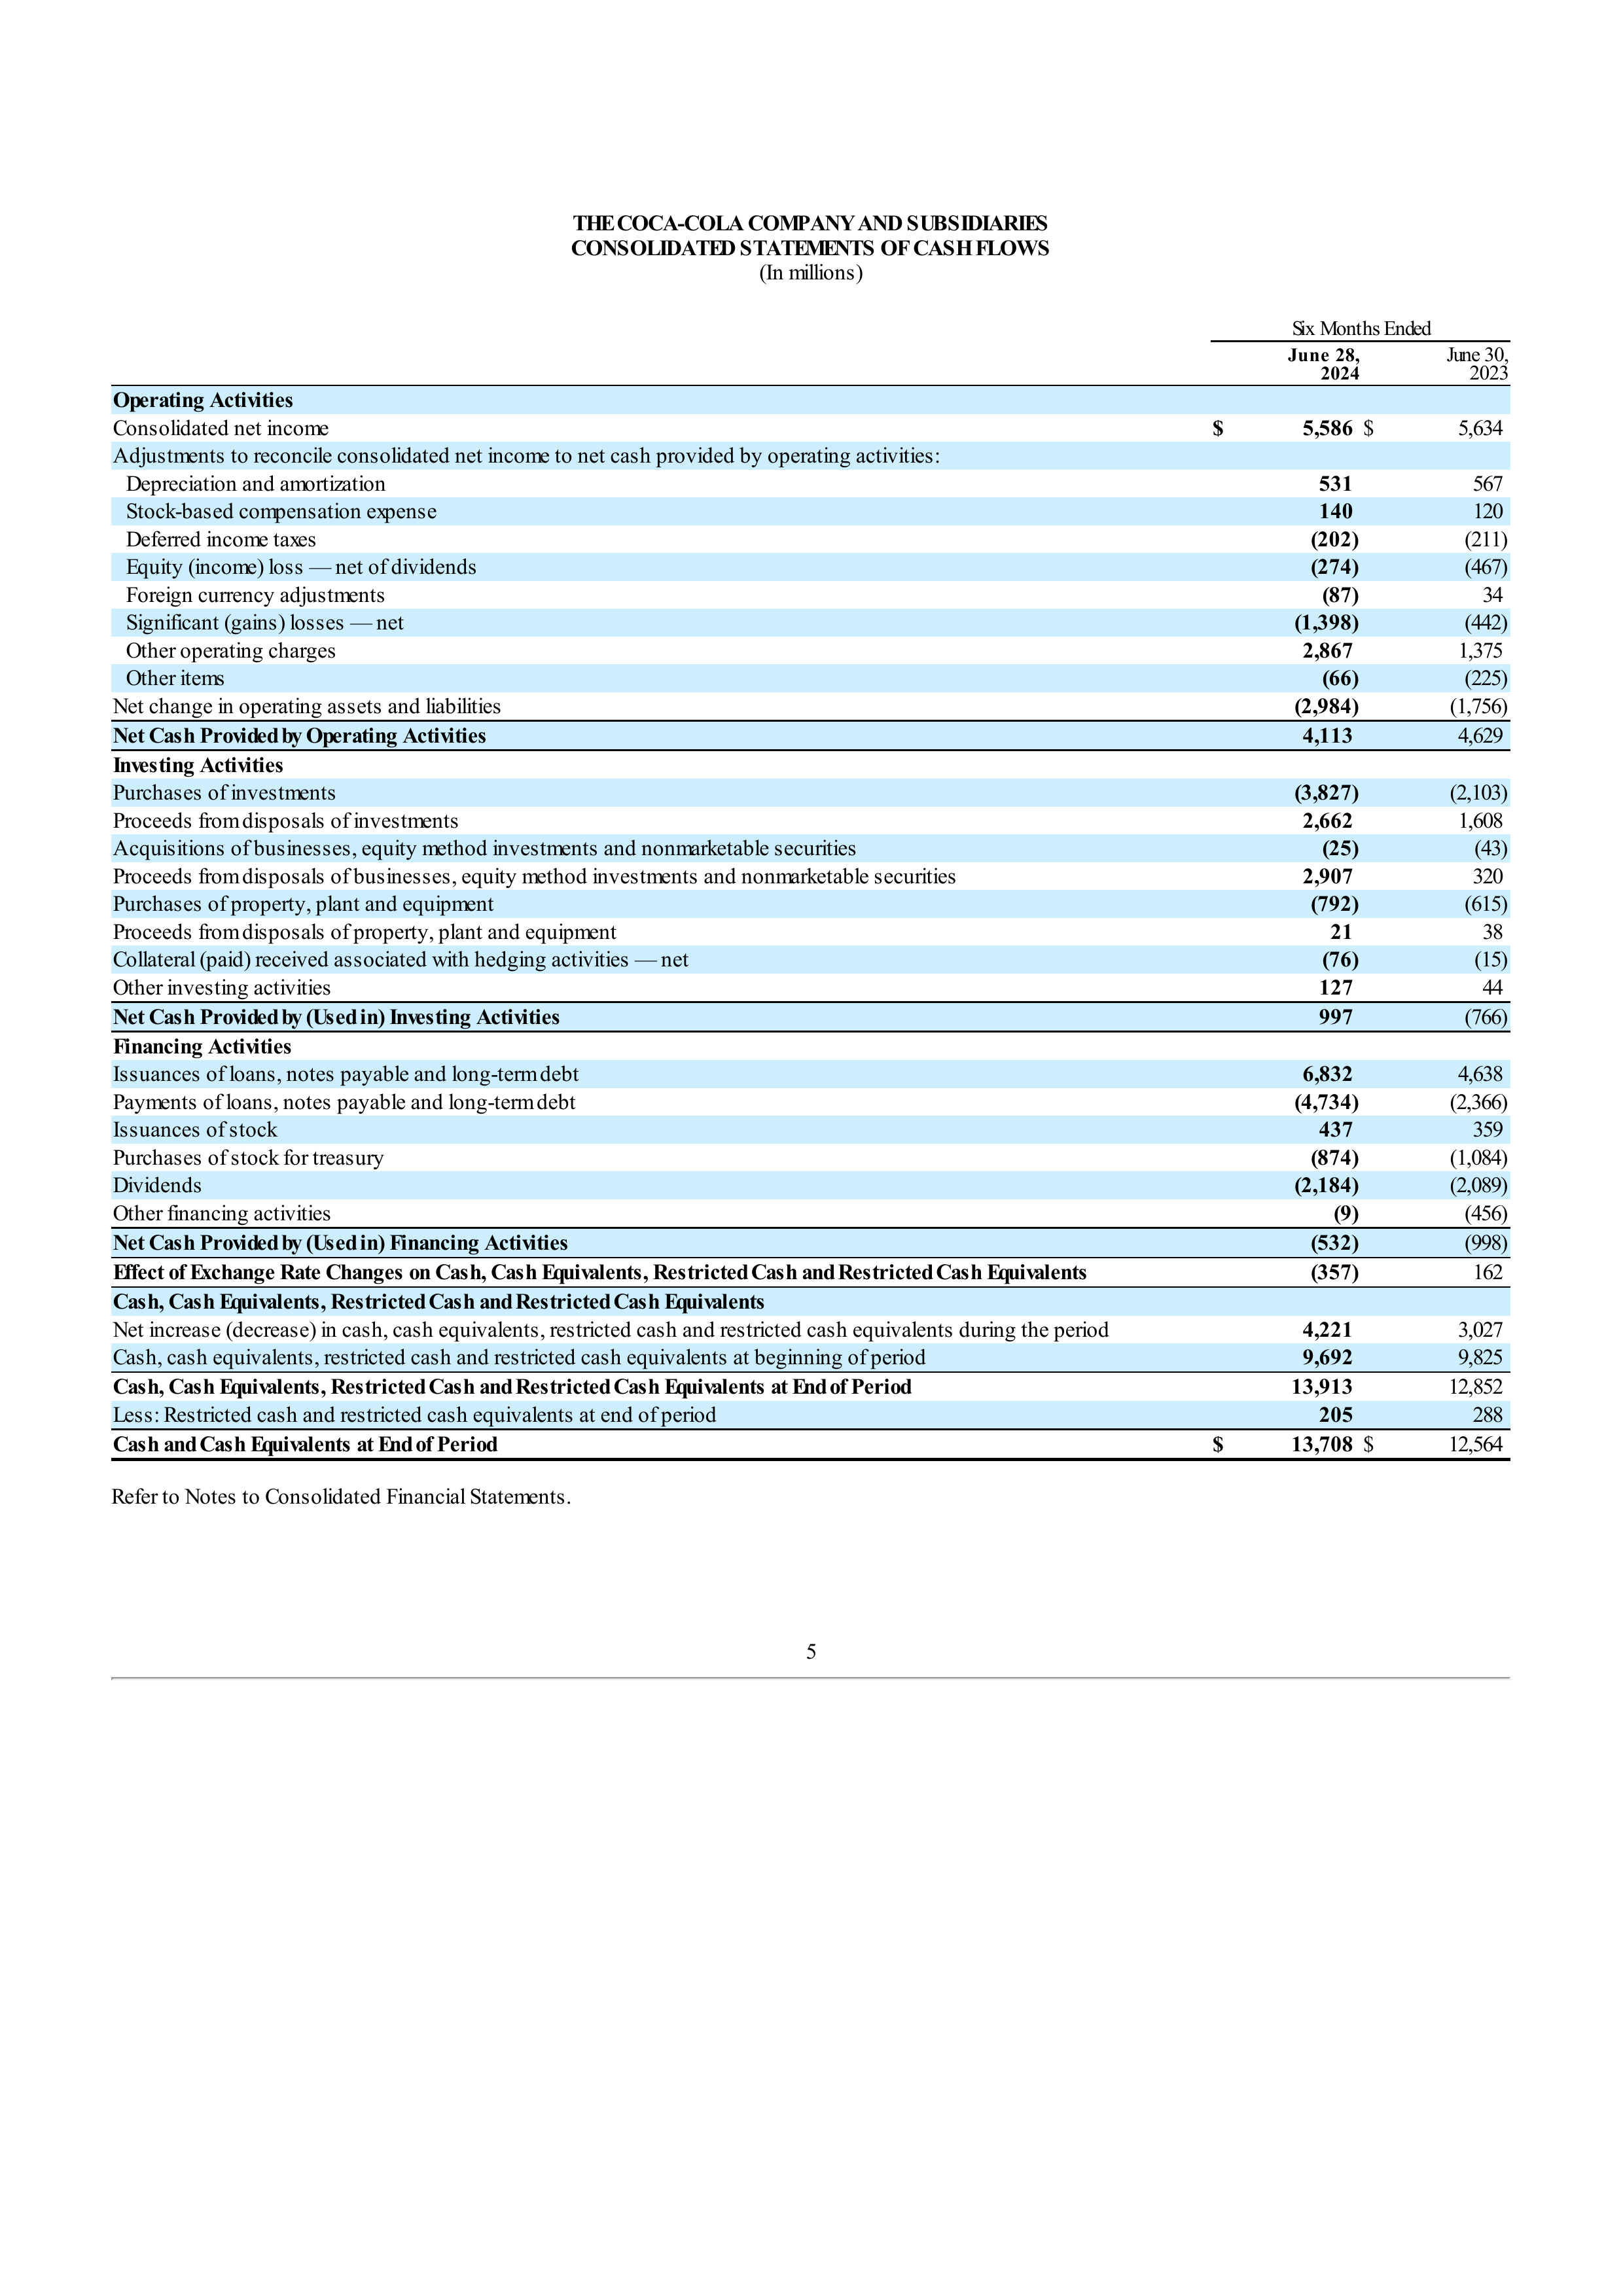 THE COCA-COLA COMPANY AND SUBSIDIARIES
CONSOLIDATED STATEMENTS OF CASH FLOWS
(In millions)
Six Months Ended
June 28, 2024 June 30, 2023
Operating Activities
Consolidated net income $ 5,586 $ 5,634
Adjustments to reconcile consolidated net income to net cash provided by operating activities:
Depreciation and amortization 531 567
Stock-based compensation expense 140 120
Deferred income taxes (202) (211)
Equity (income) loss — net of dividends (274) (467)
Foreign currency adjustments (87) 34
Significant (gains) losses — net (1,398) (442)
Other operating charges 2,867 1,375
Other items (66) (225)
Net change in operating assets and liabilities (2,984) (1,756)
Net Cash Provided by Operating Activities 4,113 4,629
Investing Activities
Purchases of investments (3,827) (2,103)
Proceeds from disposals of investments 2,662 1,608
Acquisitions of businesses, equity method investments and nonmarketable securities (25) (43)
Proceeds from disposals of businesses, equity method investments and nonmarketable securities 2,907 320
Purchases of property, plant and equipment (792) (615)
Proceeds from disposals of property, plant and equipment 21 38
Collateral (paid) received associated with hedging activities — net (76) (15)
Other investing activities 127 44
Net Cash Provided by (Used in) Investing Activities 997 (766)
Financing Activities
Issuances of loans, notes payable and long-term debt 6,832 4,638
Payments of loans, notes payable and long-term debt (4,734) (2,366)
Issuances of stock 437 359
Purchases of stock for treasury (874) (1,084)
Dividends (2,184) (2,089)
Other financing activities (9) (456)
Net Cash Provided by (Used in) Financing Activities (532) (998)
Effect of Exchange Rate Changes on Cash, Cash Equivalents, Restricted Cash and Restricted Cash Equivalents (357) 162
Cash, Cash Equivalents, Restricted Cash and Restricted Cash Equivalents
Net increase (decrease) in cash, cash equivalents, restricted cash and restricted cash equivalents during the period 4,221 3,027
Cash, cash equivalents, restricted cash and restricted cash equivalents at beginning of period 9,692 9,825
Cash, Cash Equivalents, Restricted Cash and Restricted Cash Equivalents at End of Period 13,913 12,852
Less: Restricted cash and restricted cash equivalents at end of period 205 288
Cash and Cash Equivalents at End of Period $ 13,708 $ 12,564
Refer to Notes to Consolidated Financial Statements.
5